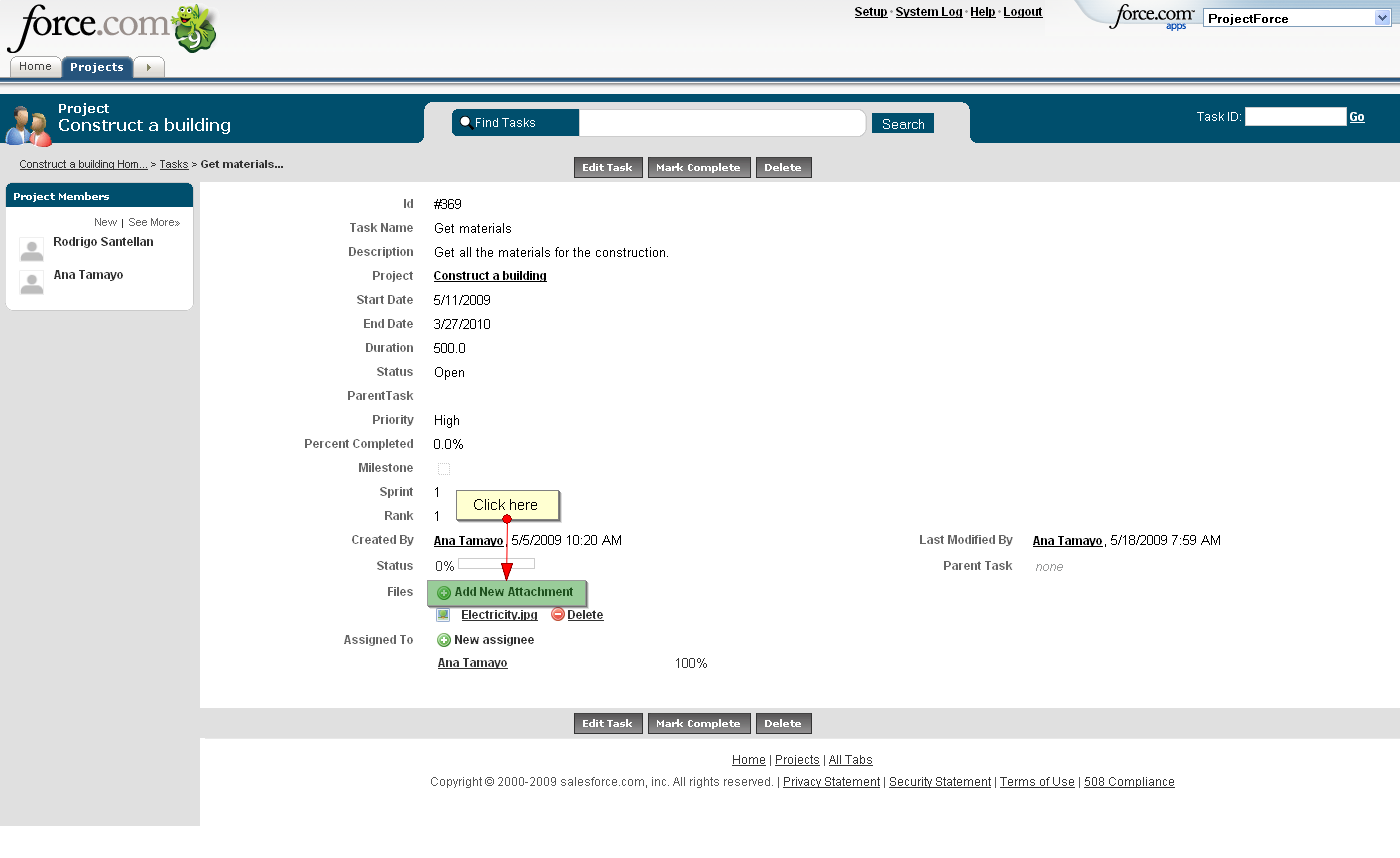 force.com 9
Setup · System Log · Help · Logout
force.com apps
ProjectForce
Home Projects
Project
Construct a building
Find Tasks
Search
Task ID: Go
Construct a building Hom... > Tasks > Get materials...
Edit Task Mark Complete Delete
Project Members
New | See More»
Rodrigo Santellan
Ana Tamayo
Id #369
Task Name Get materials
Description Get all the materials for the construction.
Project Construct a building
Start Date 5/11/2009
End Date 3/27/2010
Duration 500.0
Status Open
ParentTask
Priority High
Percent Completed 0.0%
Milestone
Sprint 1
Click here
Rank 1
Created By Ana Tamayo, 5/5/2009 10:20 AM Last Modified By Ana Tamayo, 5/18/2009 7:59 AM
Status 0% Parent Task none
Files Add New Attachment
Electricity.jpg Delete
Assigned To New assignee
Ana Tamayo 100%
Edit Task Mark Complete Delete
Home | Projects | All Tabs
Copyright © 2000-2009 salesforce.com, inc. All rights reserved. | Privacy Statement | Security Statement | Terms of Use | 508 Compliance